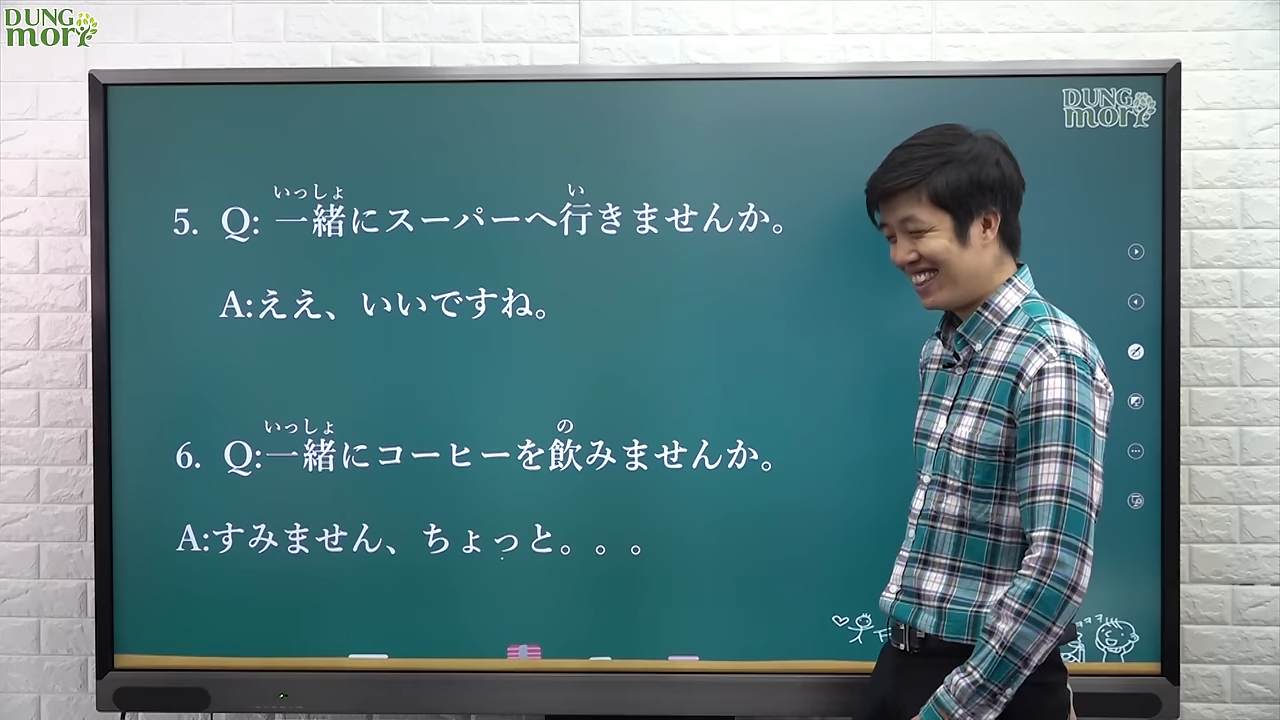 DUNG
mori
DUNG
mori
いっしょ
い
5. Q: 一緒にスーパーへ行きませんか。
A:ええ、いいですね。
いっしょ
の
6. Q:一緒にコーヒーを飲みませんか。
A:すみません、ちょっと。。。